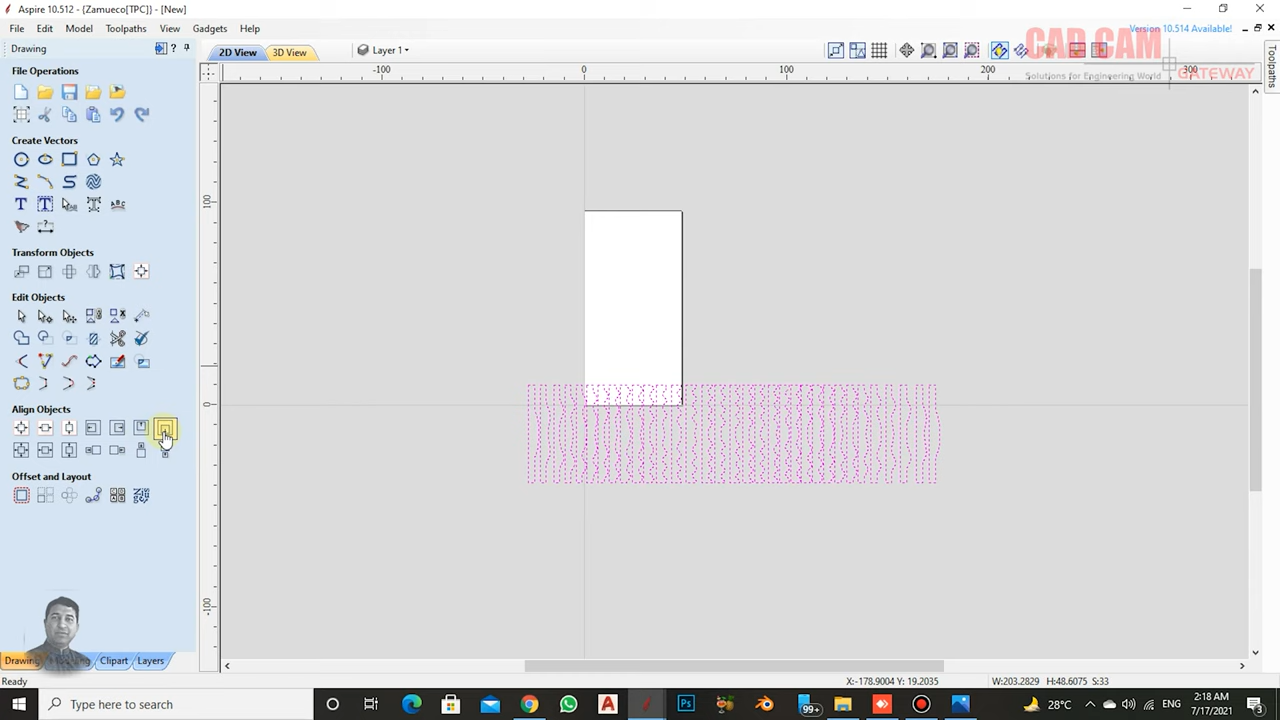 Aspire 10.512 - {Zamueco[TPC]} - [New]
File Edit Model Toolpaths View Gadgets Help
Version 10.514 Available!
CAD CAM
Solutions for Engineering World
GATEWAY
Drawing
2D View
3D View
Layer 1
Toolpaths
-100 0 100 200 300
100
0
-100
File Operations
Create Vectors
Transform Objects
Edit Objects
Align Objects
Offset and Layout
Drawing
Clipart
Layers
Ready
X:-178.9004 Y: 19.2035
W:203.2829 H:48.6075 S:33
Type here to search
99+
28°C
ENG
2:18 AM
7/17/2021
3